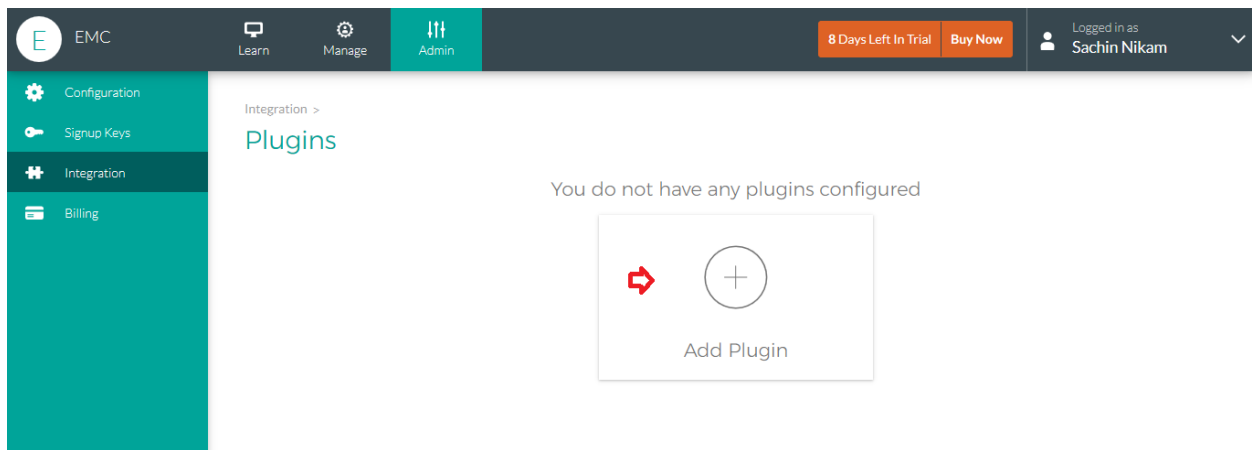 E EMC
Learn
Manage
Admin
8 Days Left In Trial
Buy Now
Logged in as
Sachin Nikam
Configuration
Signup Keys
Integration
Billing
Integration >
Plugins
You do not have any plugins configured
Add Plugin